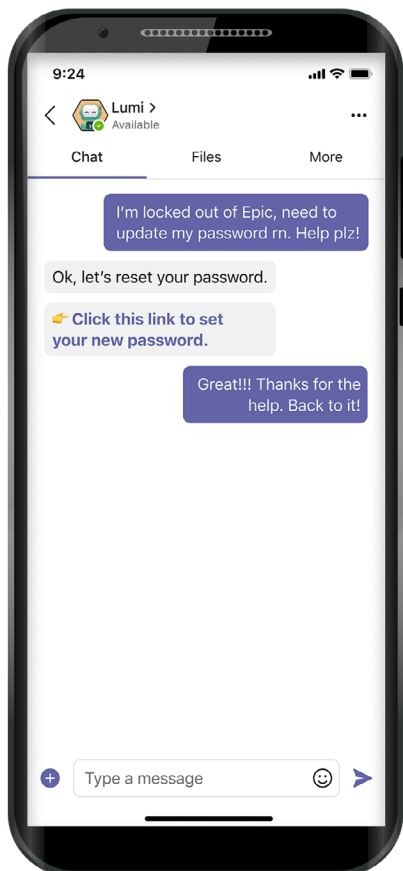 9:24
Lumi >
Available
Chat Files More
I'm locked out of Epic, need to
update my password rn. Help plz!
Ok, let's reset your password.
👉 Click this link to set
your new password.
Great!!! Thanks for the
help. Back to it!
Type a message